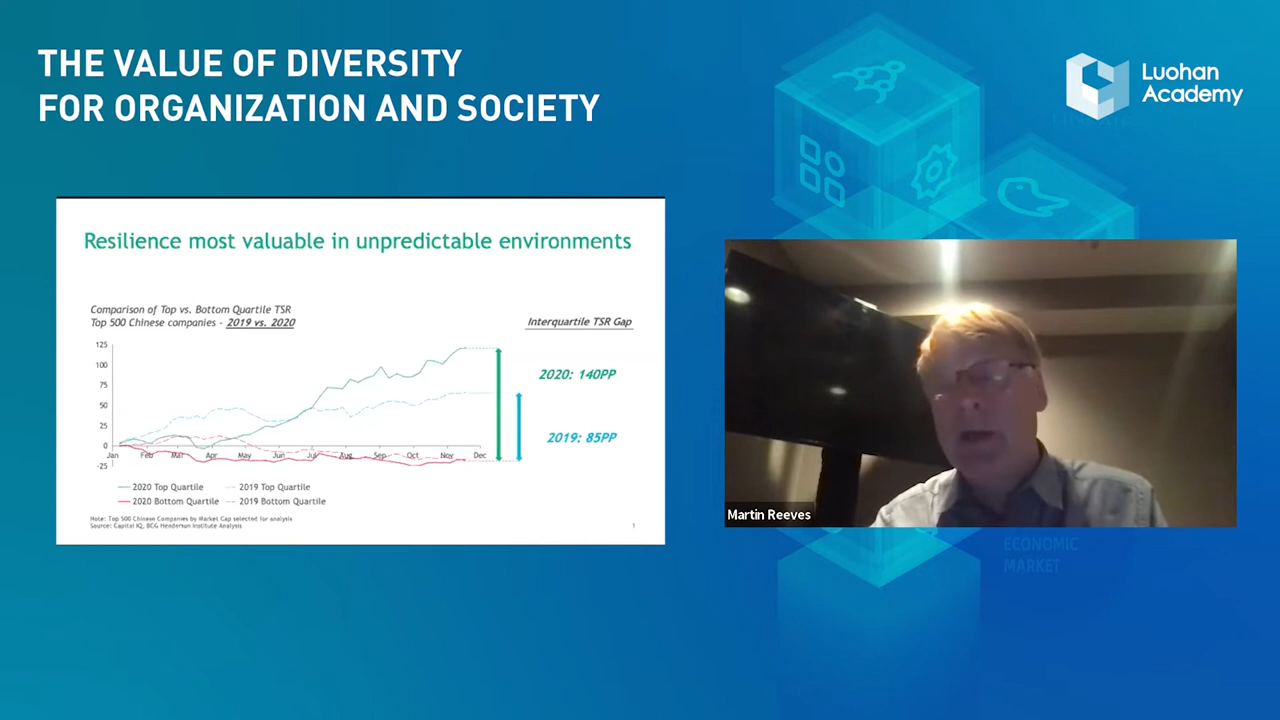 THE VALUE OF DIVERSITY
FOR ORGANIZATION AND SOCIETY
Luohan
Academy
Resilience most valuable in unpredictable environments
Comparison of Top vs. Bottom Quartile TSR
Top 500 Chinese companies - 2019 vs. 2020
Interquartile TSR Gap
125
100
75
50
25
0
-25
Jan Feb Mar Apr May Jun Jul Aug Sep Oct Nov Dec
2020: 140PP
2019: 85PP
2020 Top Quartile 2019 Top Quartile
2020 Bottom Quartile 2019 Bottom Quartile
Note: Top 500 Chinese Companies by Market Cap selected for analysis
Source: Capital IQ, BCG Henderson Institute Analysis
1
Martin Reeves
ECONOMIC
MARKET